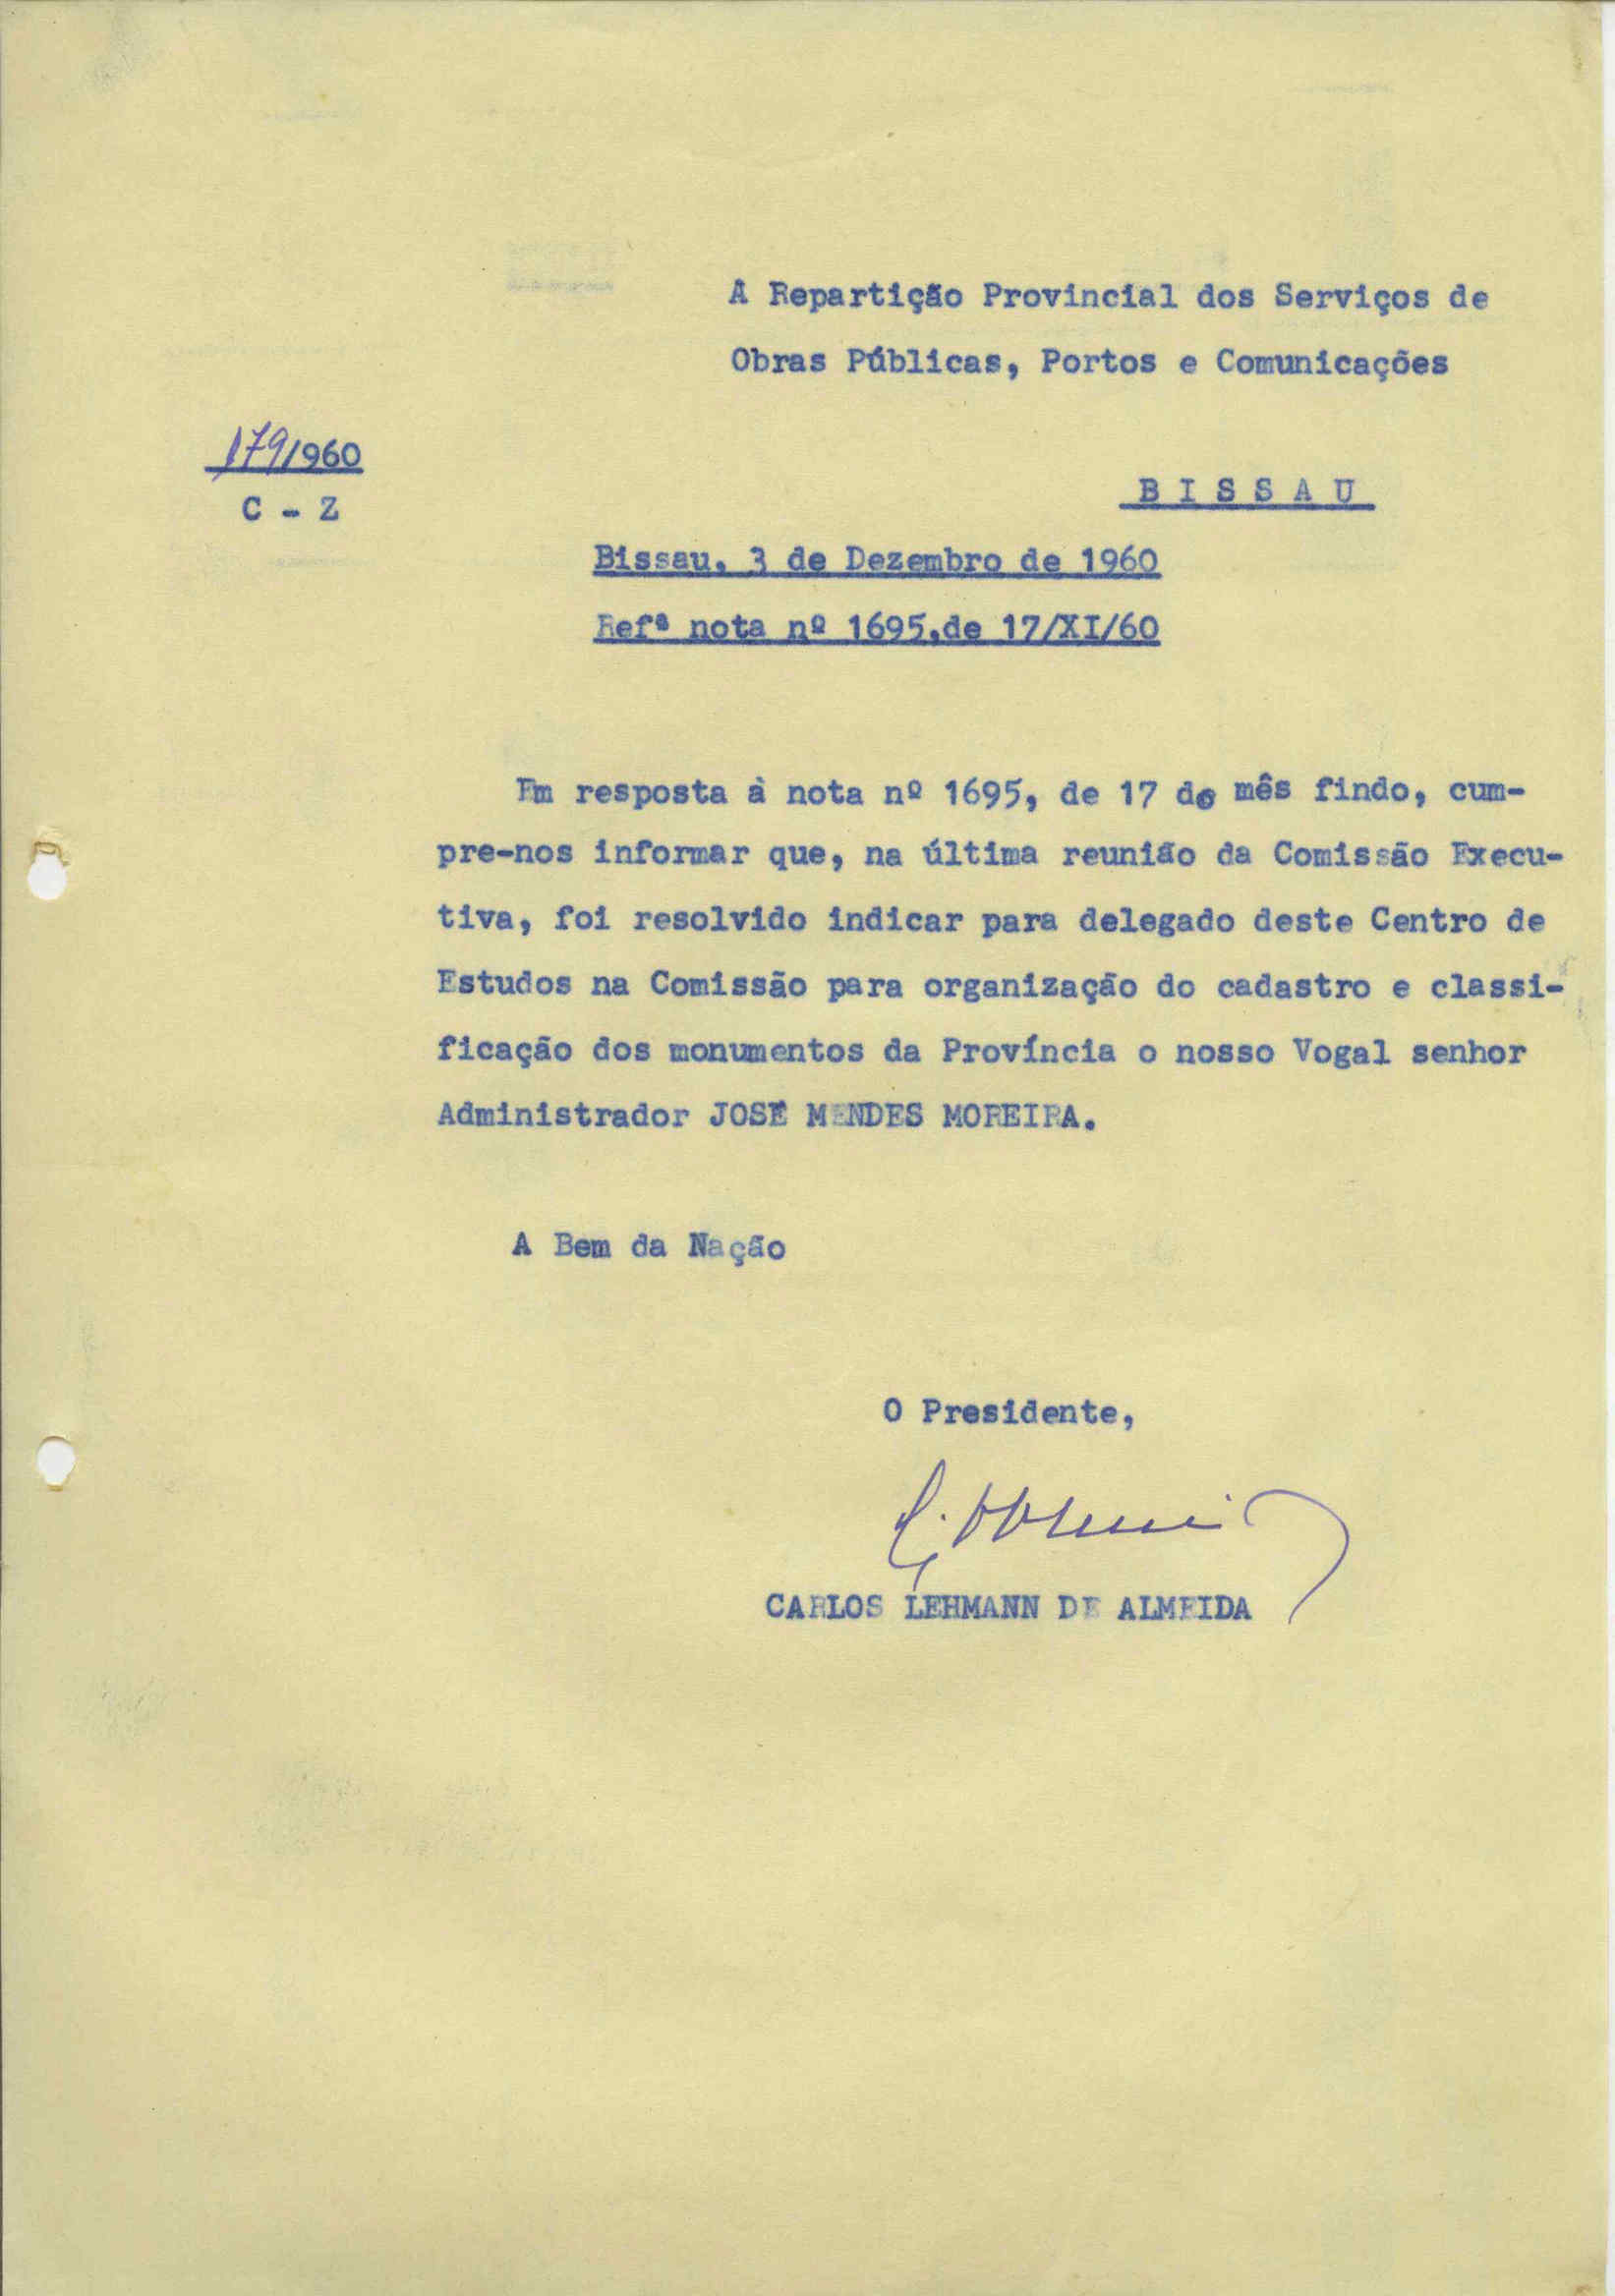 A Repartição Provincial dos Serviços de
Obras Públicas, Portos e Comunicações
179/960
C - Z
B I S S A U
Bissau, 3 de Dezembro de 1960
Refª nota nº 1695,de 17/XI/60
Em resposta à nota nº 1695, de 17 do mês findo, cum-
pre-nos informar que, na última reunião da Comissão Execu-
tiva, foi resolvido indicar para delegado deste Centro de
Estudos na Comissão para organização do cadastro e classi-
ficação dos monumentos da Província o nosso Vogal senhor
Administrador JOSÉ MENDES MOREIRA.
A Bem da Nação
O Presidente,
CARLOS LEHMANN DE ALMEIDA